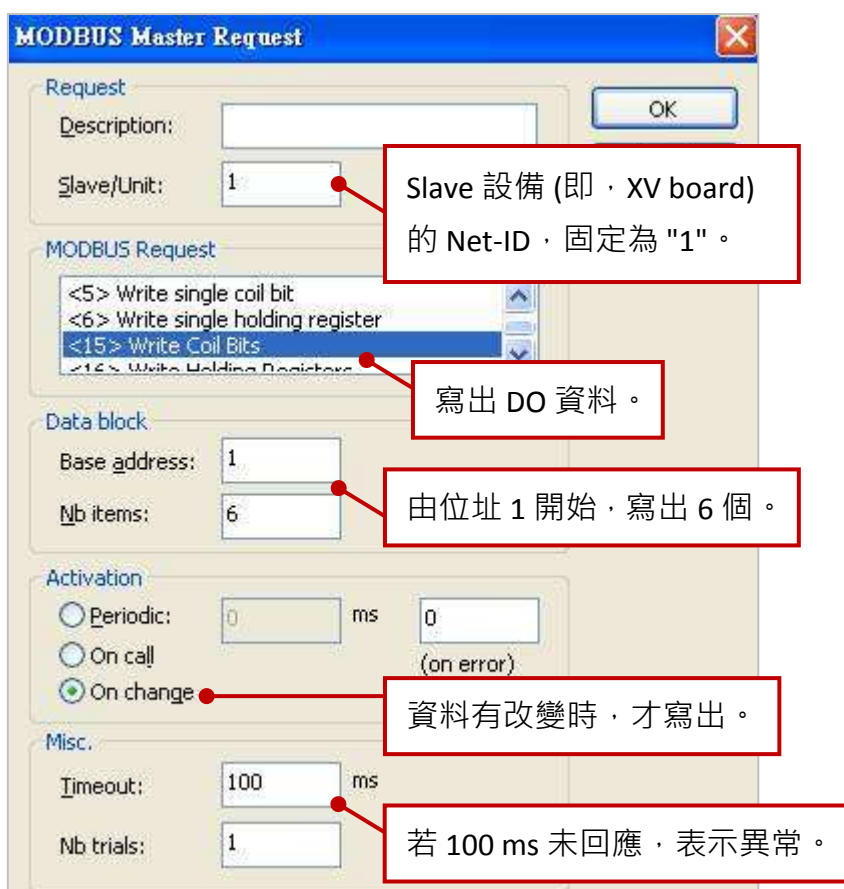 MODBUS Master Request
Request
OK
Description:
Slave/Unit:
1
Slave 設備 (即,XV board)
的 Net-ID,固定為 "1"。
MODBUS Request
<5> Write single coil bit
<6> Write single holding register
<15> Write Coil Bits
<16> Write Holding Registers
寫出 DO 資料。
Data block
Base address:
1
Nb items:
6
由位址 1 開始,寫出 6 個。
Activation
Periodic:
0
ms
0
On call
(on error)
On change
資料有改變時,才寫出。
Misc.
Timeout:
100
ms
Nb trials:
1
若 100 ms 未回應,表示異常。